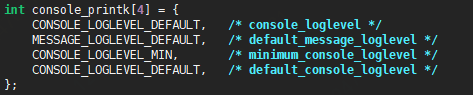 int console_printk[4] = {
CONSOLE_LOGLEVEL_DEFAULT, /* console_loglevel */
MESSAGE_LOGLEVEL_DEFAULT, /* default_message_loglevel */
CONSOLE_LOGLEVEL_MIN, /* minimum_console_loglevel */
CONSOLE_LOGLEVEL_DEFAULT, /* default_console_loglevel */
};